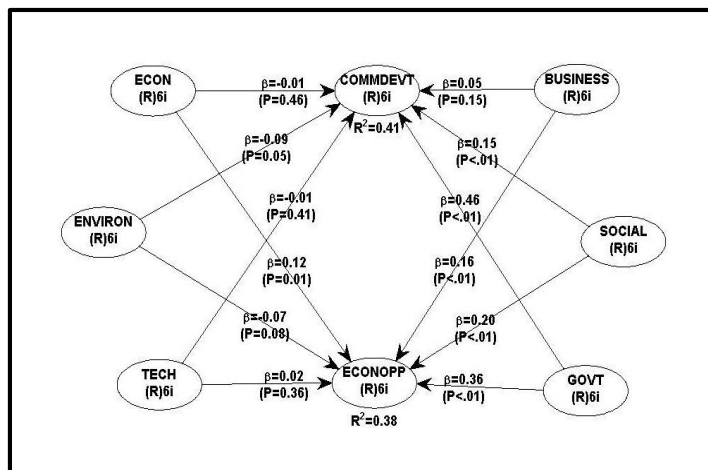 ECON
(R)6i
β=-0.01
(P=0.46)
COMMDEVT
(R)6i
R²=0.41
β=0.05
(P=0.15)
BUSINESS
(R)6i
β=-0.09
(P=0.05)
β=0.15
(P<.01)
β=-0.01
(P=0.41)
β=0.46
(P<.01)
ENVIRON
(R)6i
SOCIAL
(R)6i
β=0.12
(P=0.01)
β=0.16
(P<.01)
β=-0.07
(P=0.08)
β=0.20
(P<.01)
TECH
(R)6i
β=0.02
(P=0.36)
ECONOPP
(R)6i
R²=0.38
β=0.36
(P<.01)
GOVT
(R)6i